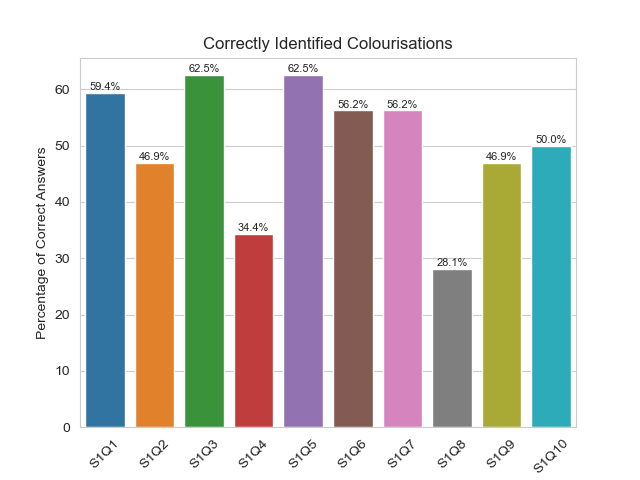 Correctly Identified Colourisations
Percentage of Correct Answers
60
50
40
30
20
10
0
59.4%
46.9%
62.5%
34.4%
62.5%
56.2%
56.2%
28.1%
46.9%
50.0%
S1Q1
S1Q2
S1Q3
S1Q4
S1Q5
S1Q6
S1Q7
S1Q8
S1Q9
S1Q10